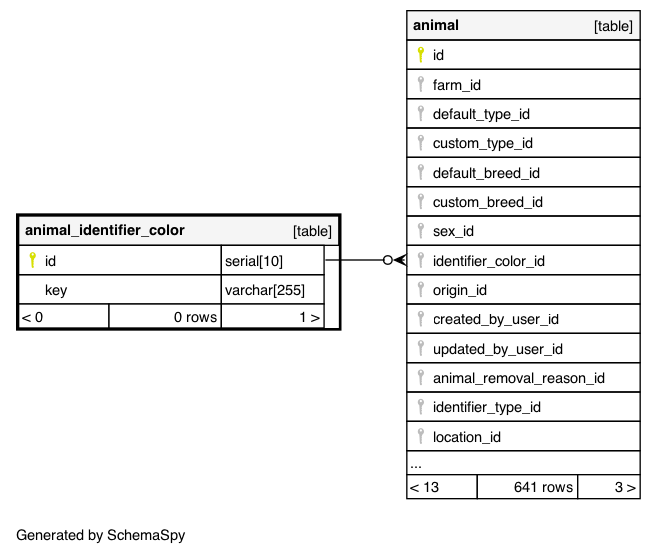 animal [table]
id
farm_id
default_type_id
custom_type_id
default_breed_id
custom_breed_id
sex_id
identifier_color_id
origin_id
created_by_user_id
updated_by_user_id
animal_removal_reason_id
identifier_type_id
location_id
...
< 13 641 rows 3 >
animal_identifier_color [table]
id serial[10]
key varchar[255]
< 0 0 rows 1 >
Generated by SchemaSpy